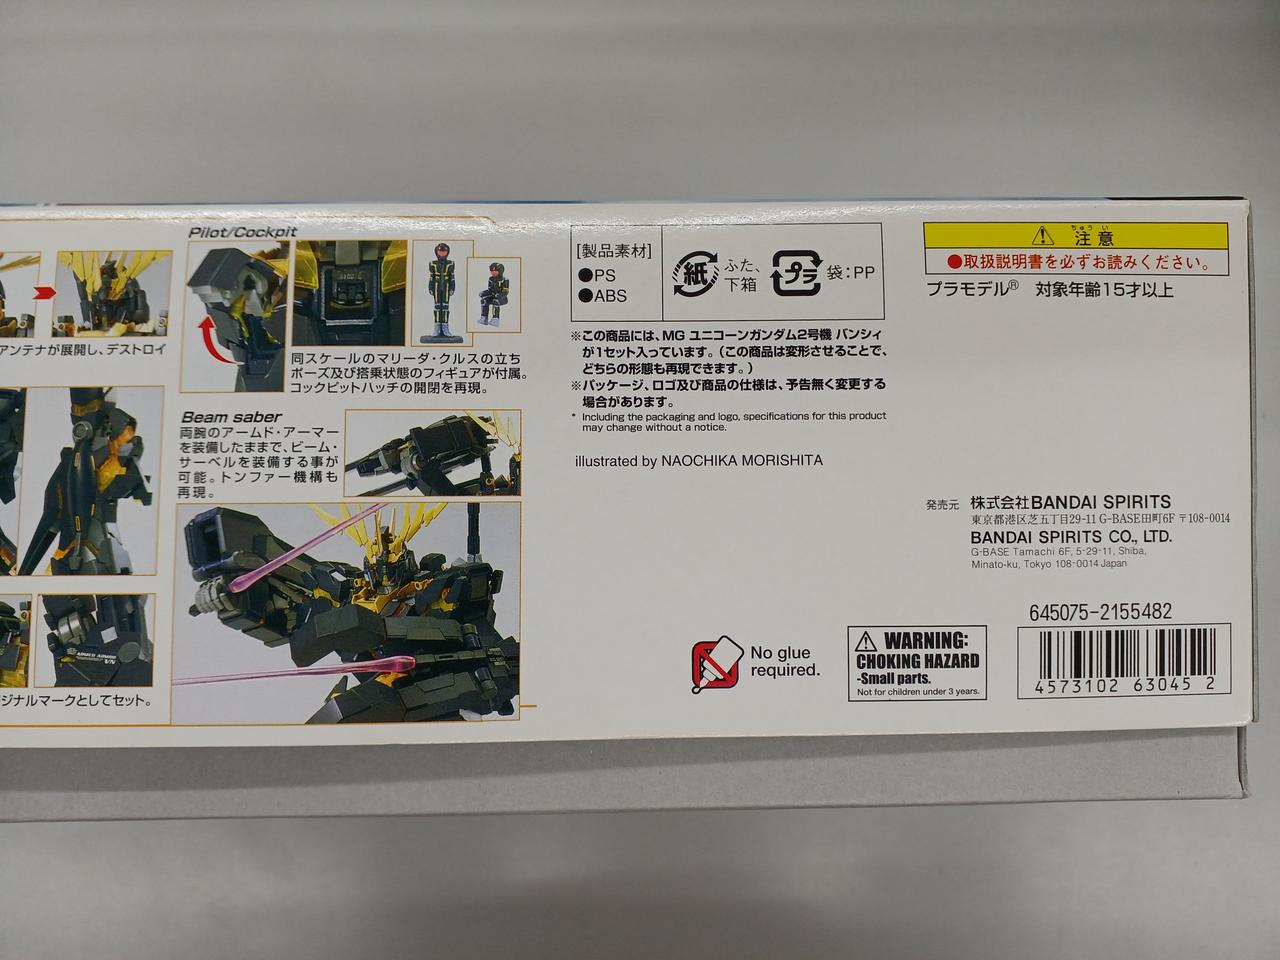 アンテナが展開し、デストロイ
ジナルマークとしてセット。
Pilot/Cockpit
同スケールのマリーダ・クルスの立ち
ポーズ及び搭乗状態のフィギュアが付属。
コックピットハッチの開閉を再現。
Beam saber
両腕のアームド・アーマー
を装備したままで、ビーム・
サーベルを装備する事が
可能。トンファー機構も
再現。
[製品素材]
●PS
●ABS
紙 ふた、
下箱
プラ 袋:PP
※この商品には、MG ユニコーンガンダム2号機 バンシィ
が1セット入っています。(この商品は変形させることで、
どちらの形態も再現できます。)
※パッケージ、ロゴ及び商品の仕様は、予告無く変更する
場合があります。
* Including the packaging and logo, specifications for this product
may change without a notice.
illustrated by NAOCHIKA MORISHITA
ちゅうい
注意
●取扱説明書を必ずお読みください。
プラモデル® 対象年齢15才以上
発売元 株式会社BANDAI SPIRITS
東京都港区芝五丁目29-11 G-BASE田町6F 〒108-0014
BANDAI SPIRITS CO., LTD.
G-BASE Tamachi 6F, 5-29-11, Shiba,
Minato-ku, Tokyo 108-0014 Japan
No glue
required.
WARNING:
CHOKING HAZARD
-Small parts.
Not for children under 3 years.
645075-2155482
4573102 63045 2